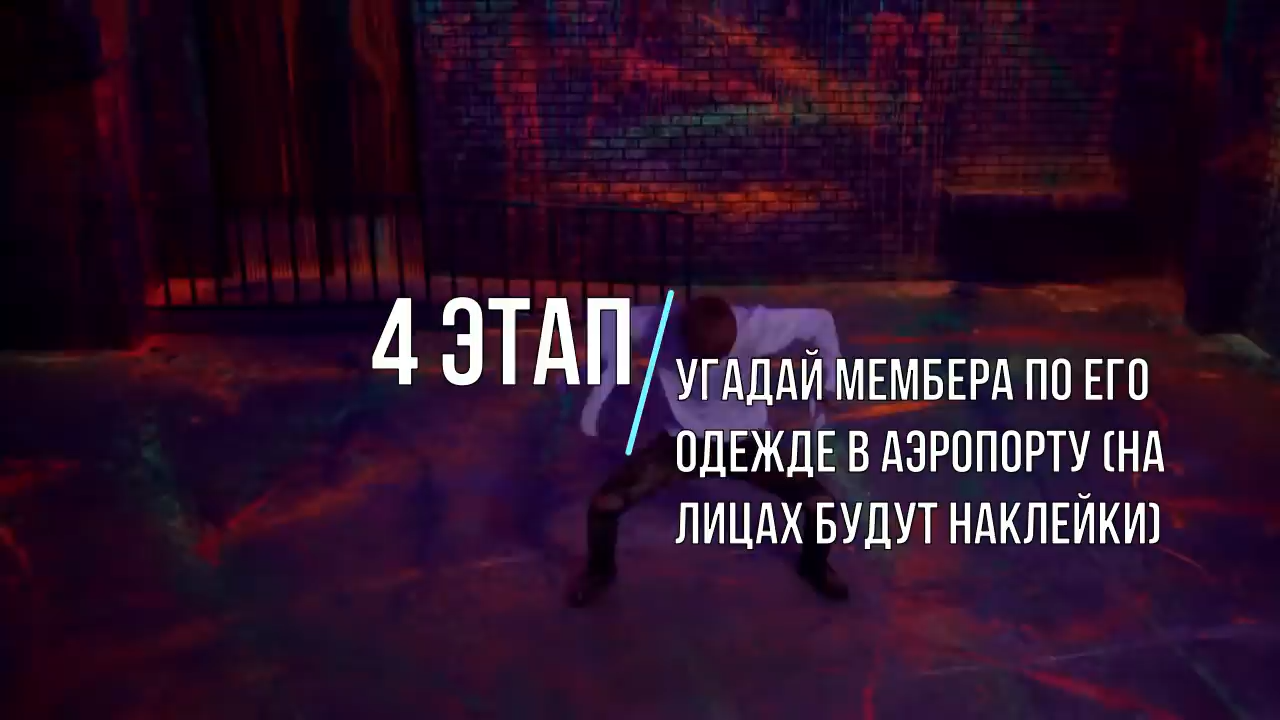 4 ЭТАП
УГАДАЙ МЕМБЕРА ПО ЕГО
ОДЕЖДЕ В АЭРОПОРТУ (НА
ЛИЦАХ БУДУТ НАКЛЕЙКИ)